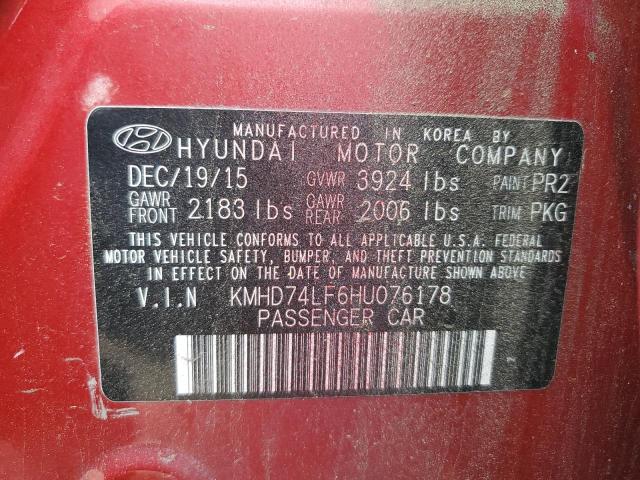 MANUFACTURED IN KOREA BY
HYUNDAI MOTOR COMPANY
DEC/19/15 GVWR 3924 lbs PAINT PR2
GAWR FRONT 2183 lbs GAWR REAR 2006 lbs TRIM PKG
THIS VEHICLE CONFORMS TO ALL APPLICABLE U.S.A. FEDERAL
MOTOR VEHICLE SAFETY, BUMPER, AND THEFT PREVENTION STANDARDS
IN EFFECT ON THE DATE OF MANUFACTURE SHOWN ABOVE.
V.I.N KMHD74LF6HU076178
PASSENGER CAR